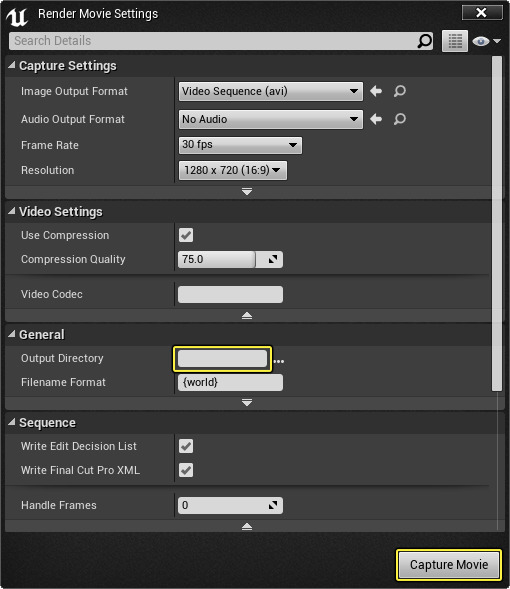 Render Movie Settings
Search Details
Capture Settings
Image Output Format Video Sequence (avi)
Audio Output Format No Audio
Frame Rate 30 fps
Resolution 1280 x 720 (16:9)
Video Settings
Use Compression
Compression Quality 75.0
Video Codec
General
Output Directory ...
Filename Format {world}
Sequence
Write Edit Decision List
Write Final Cut Pro XML
Handle Frames 0
Capture Movie